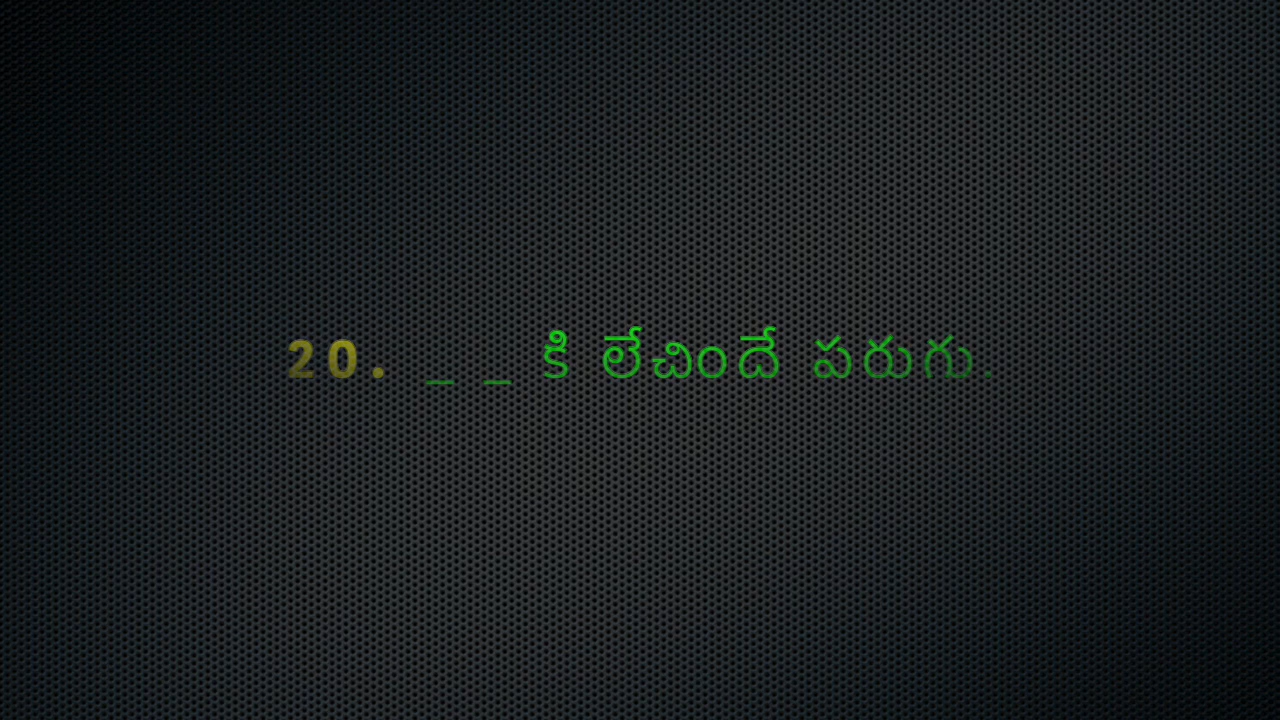 20. _ _ కి లేచిందే పరుగు.